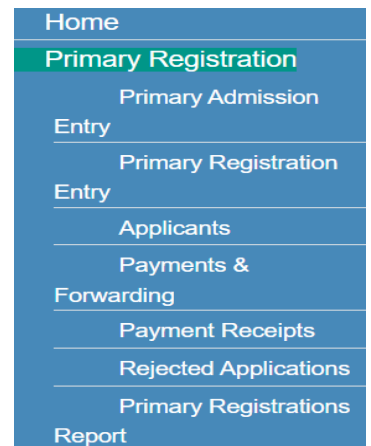 Home
Primary Registration
Primary Admission
Entry
Primary Registration
Entry
Applicants
Payments &
Forwarding
Payment Receipts
Rejected Applications
Primary Registrations
Report